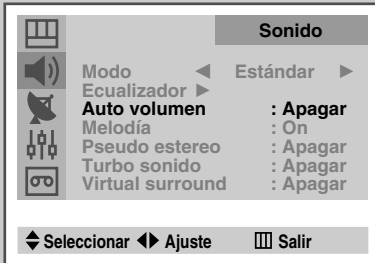 Sonido
Modo ◀ Estándar ▶
Ecualizador ▶
Auto volumen : Apagar
Melodía : On
Pseudo estereo : Apagar
Turbo sonido : Apagar
Virtual surround : Apagar
Seleccionar Ajuste Salir